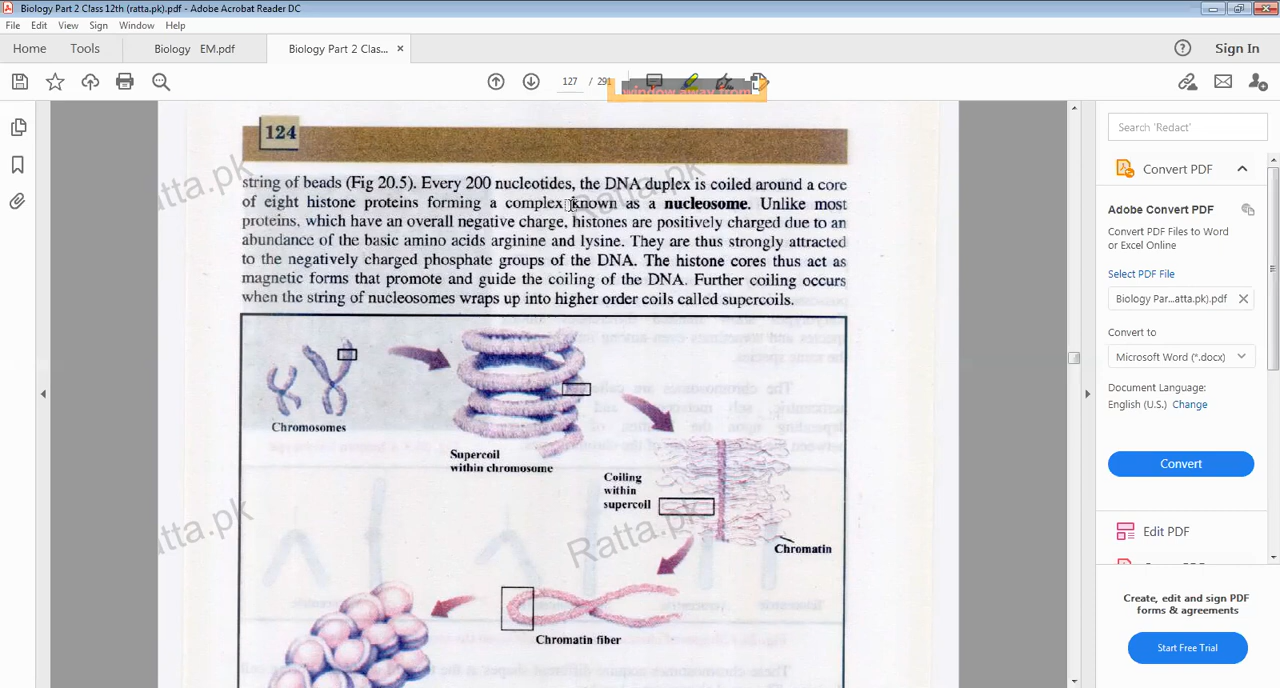 Biology Part 2 Class 12th (ratta.pk).pdf - Adobe Acrobat Reader DC
File Edit View Sign Window Help
Home Tools Biology EM.pdf Biology Part 2 Clas... × Sign In
127 / 291
window away from
Search 'Redact'
Convert PDF
Adobe Convert PDF
Convert PDF Files to Word
or Excel Online
Select PDF File
Biology Par...atta.pk).pdf
Convert to
Microsoft Word (*.docx)
Document Language:
English (U.S.) Change
Convert
Edit PDF
Create, edit and sign PDF
forms & agreements
Start Free Trial
124
string of beads (Fig 20.5). Every 200 nucleotides, the DNA duplex is coiled around a core
of eight histone proteins forming a complex known as a nucleosome. Unlike most
proteins, which have an overall negative charge, histones are positively charged due to an
abundance of the basic amino acids arginine and lysine. They are thus strongly attracted
to the negatively charged phosphate groups of the DNA. The histone cores thus act as
magnetic forms that promote and guide the coiling of the DNA. Further coiling occurs
when the string of nucleosomes wraps up into higher order coils called supercoils.
Chromosomes
Supercoil
within chromosome
Coiling
within
supercoil
Chromatin
Chromatin fiber
Ratta.pk
Ratta.pk
Ratta.pk
Ratta.pk